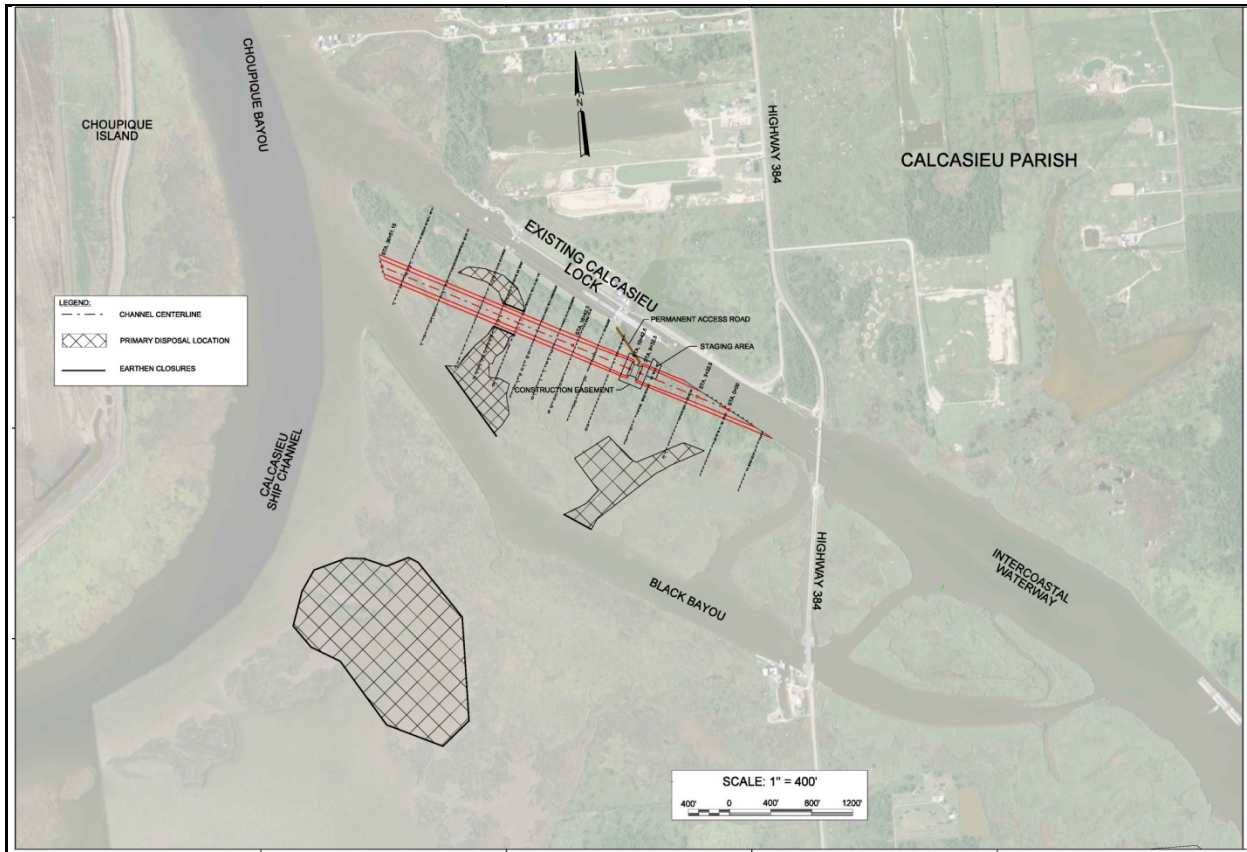 CHOUPIQUE
ISLAND
CHOUPIQUE BAYOU
N
HIGHWAY 384
CALCASIEU PARISH
EXISTING CALCASIEU
LOCK
PERMANENT ACCESS ROAD
STAGING AREA
CONSTRUCTION EASEMENT
LEGEND:
CHANNEL CENTERLINE
PRIMARY DISPOSAL LOCATION
EARTHEN CLOSURES
CALCASIEU
SHIP CHANNEL
BLACK BAYOU
HIGHWAY 384
INTERCOASTAL
WATERWAY
SCALE: 1" = 400'
400' 0 400' 800' 1200'